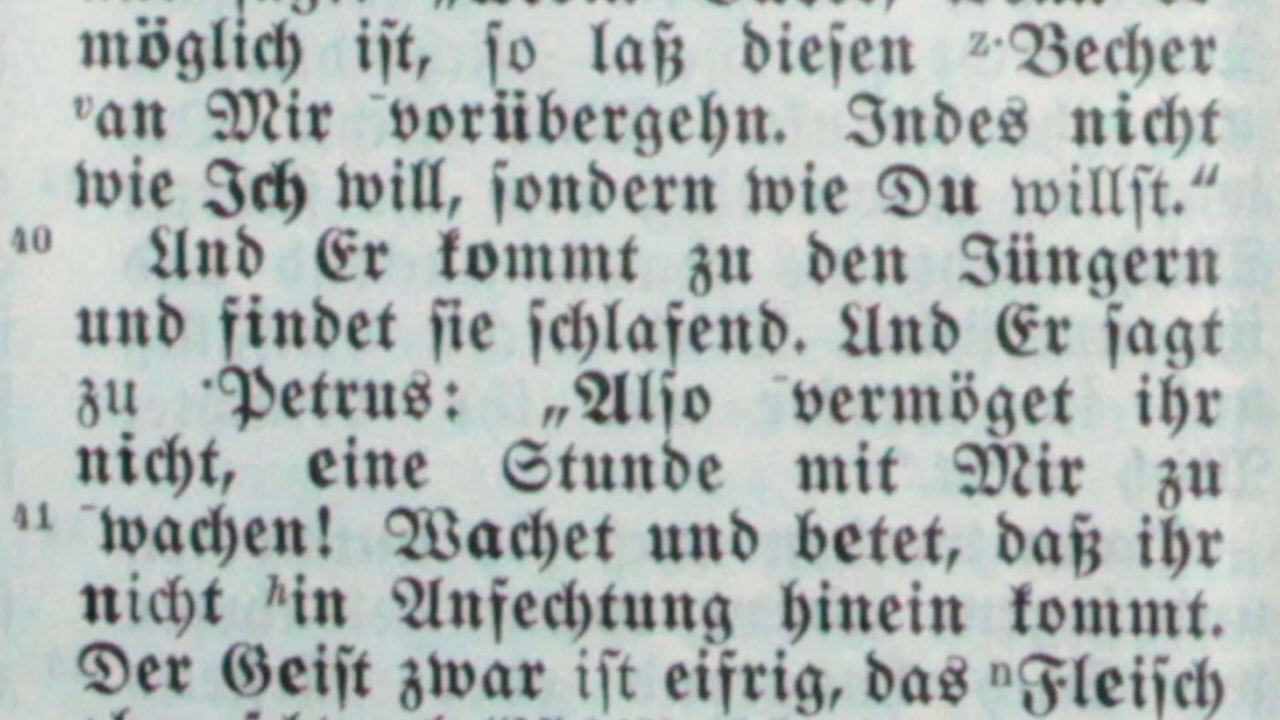 möglich ist, so laß diesen ᶻ·Becher
ᵛan Mir ¯vorübergehn. Indes nicht
wie Ich will, sondern wie Du willst.“
40 Und Er kommt zu den Jüngern
und findet sie schlafend. Und Er sagt
zu ·Petrus: „Also ¯vermöget ihr
nicht, eine Stunde mit Mir zu
41 ¯wachen! Wachet und betet, daß ihr
nicht ʰin Anfechtung hinein kommt.
Der Geist zwar ist eifrig, das ⁿFleisch